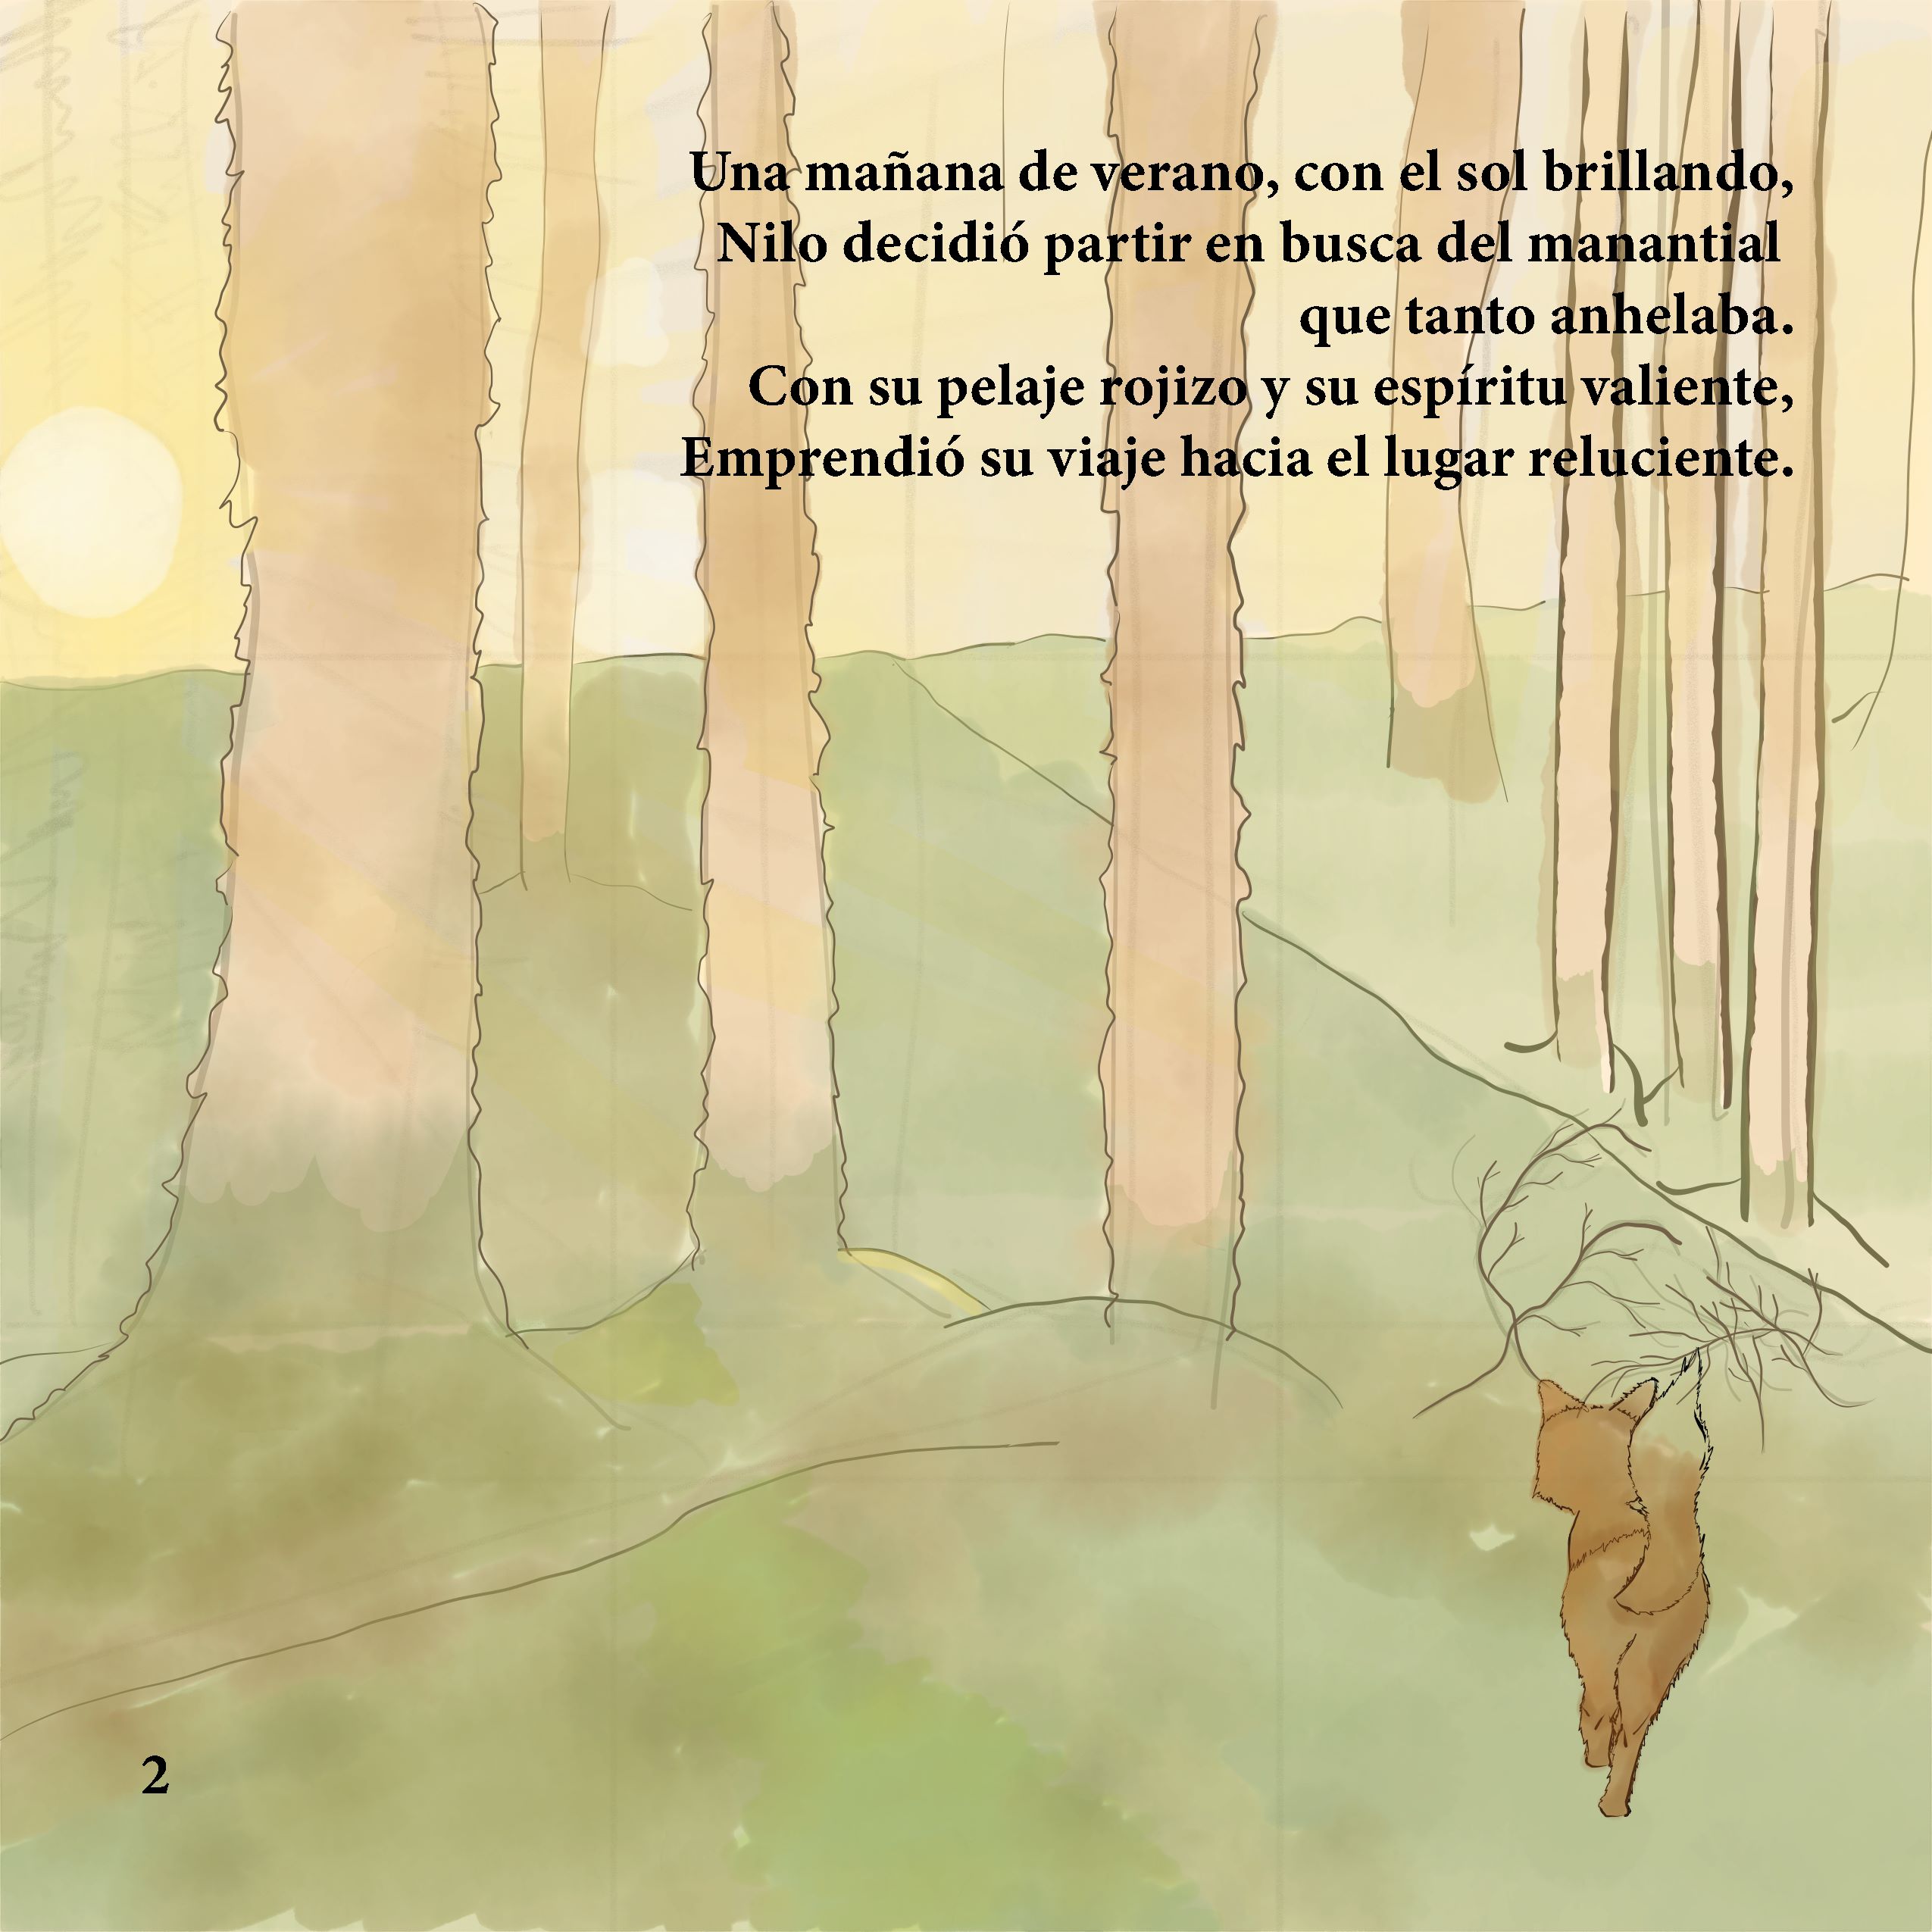 Una mañana de verano, con el sol brillando,
Nilo decidió partir en busca del manantial
que tanto anhelaba.
Con su pelaje rojizo y su espíritu valiente,
Emprendió su viaje hacia el lugar reluciente.
2